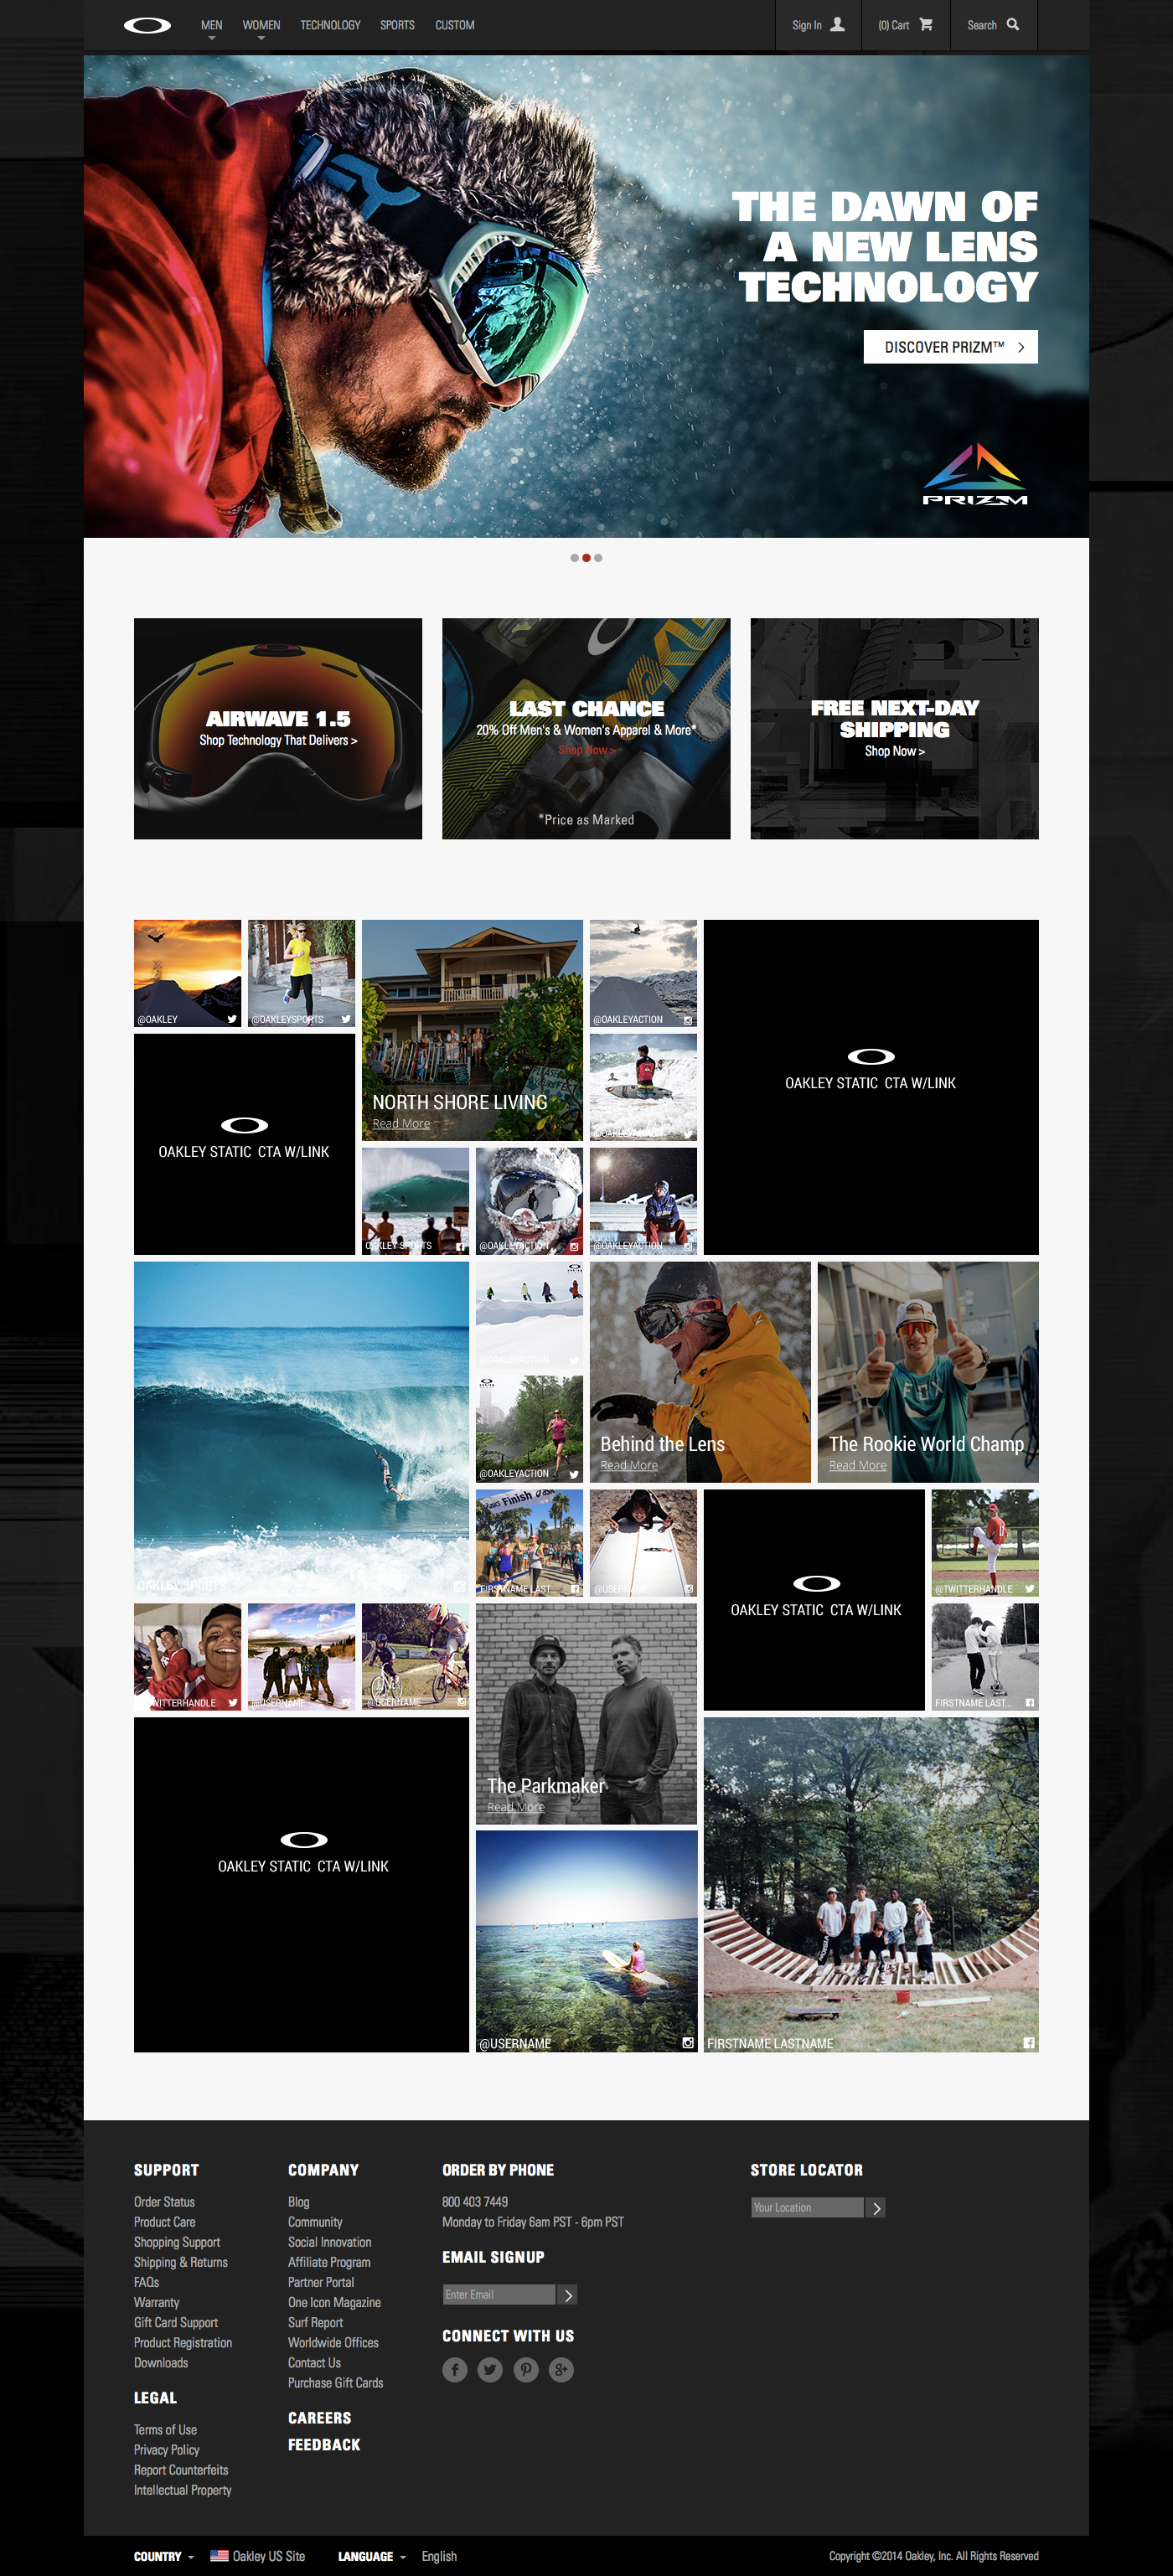 MEN WOMEN TECHNOLOGY SPORTS CUSTOM Sign In (0) Cart Search
THE DAWN OF
A NEW LENS
TECHNOLOGY
DISCOVER PRIZM™ >
PRIZM
AIRWAVE 1.5
Shop Technology That Delivers >
LAST CHANCE
20% Off Men's & Women's Apparel & More*
Shop Now >
*Price as Marked
FREE NEXT-DAY
SHIPPING
Shop Now >
@OAKLEY
@OAKLEYSPORTS
NORTH SHORE LIVING
Read More
@OAKLEYACTION
OAKLEY STATIC CTA W/LINK
OAKLEY STATIC CTA W/LINK
OAKLEY SPORTS
@OAKLEYACTION
@OAKLEYACTION
OAKLEY SPORTS
@OAKLEYACTION
@OAKLEYACTION
Behind the Lens
Read More
FOX
The Rookie World Champ
Read More
Finish
FIRSTNAME LAST...
@USERNAME
OAKLEY STATIC CTA W/LINK
@TWITTERHANDLE
FIRSTNAME LAST...
@TWITTERHANDLE
@USERNAME
@USERNAME
The Parkmaker
Read More
OAKLEY STATIC CTA W/LINK
@USERNAME
FIRSTNAME LASTNAME
SUPPORT
Order Status
Product Care
Shopping Support
Shipping & Returns
FAQs
Warranty
Gift Card Support
Product Registration
Downloads
LEGAL
Terms of Use
Privacy Policy
Report Counterfeits
Intellectual Property
COMPANY
Blog
Community
Social Innovation
Affiliate Program
Partner Portal
One Icon Magazine
Surf Report
Worldwide Offices
Contact Us
Purchase Gift Cards
CAREERS
FEEDBACK
ORDER BY PHONE
800 403 7449
Monday to Friday 6am PST - 6pm PST
EMAIL SIGNUP
Enter Email
CONNECT WITH US
STORE LOCATOR
Your Location
COUNTRY Oakley US Site LANGUAGE English Copyright ©2014 Oakley, Inc. All Rights Reserved